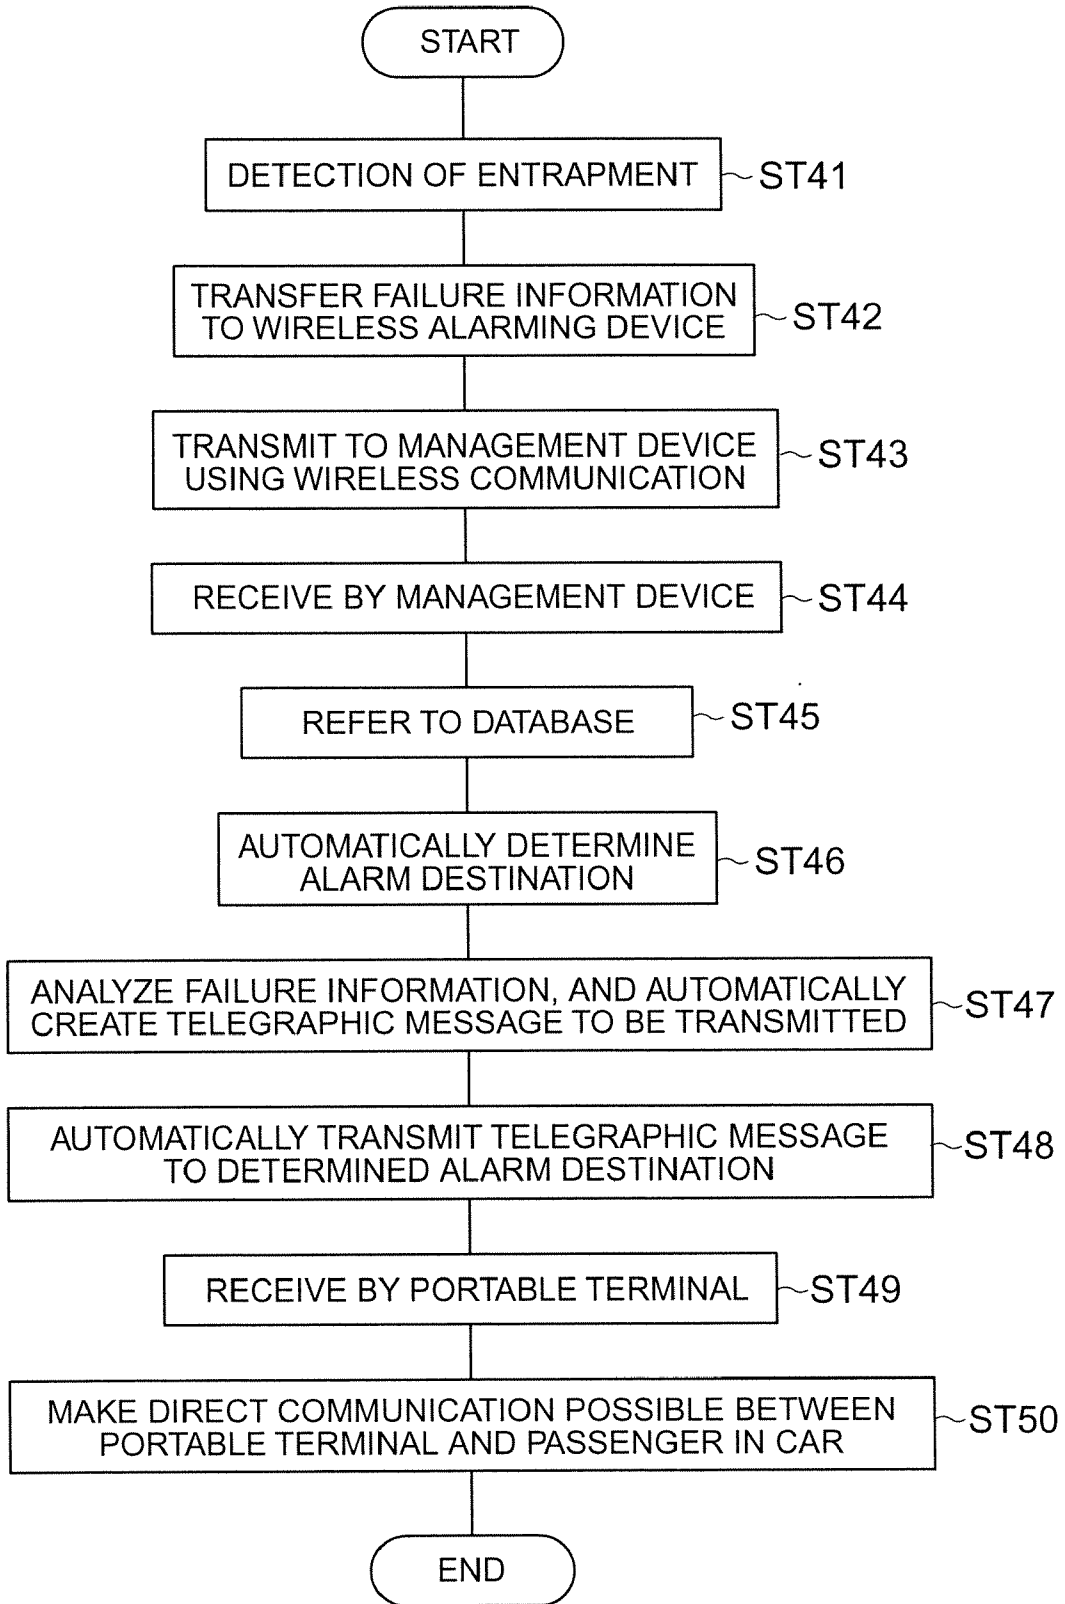 START
DETECTION OF ENTRAPMENT
ST41
TRANSFER FAILURE INFORMATION
TO WIRELESS ALARMING DEVICE
ST42
TRANSMIT TO MANAGEMENT DEVICE
USING WIRELESS COMMUNICATION
ST43
RECEIVE BY MANAGEMENT DEVICE
ST44
REFER TO DATABASE
ST45
AUTOMATICALLY DETERMINE
ALARM DESTINATION
ST46
ANALYZE FAILURE INFORMATION, AND AUTOMATICALLY
CREATE TELEGRAPHIC MESSAGE TO BE TRANSMITTED
ST47
AUTOMATICALLY TRANSMIT TELEGRAPHIC MESSAGE
TO DETERMINED ALARM DESTINATION
ST48
RECEIVE BY PORTABLE TERMINAL
ST49
MAKE DIRECT COMMUNICATION POSSIBLE BETWEEN
PORTABLE TERMINAL AND PASSENGER IN CAR
ST50
END